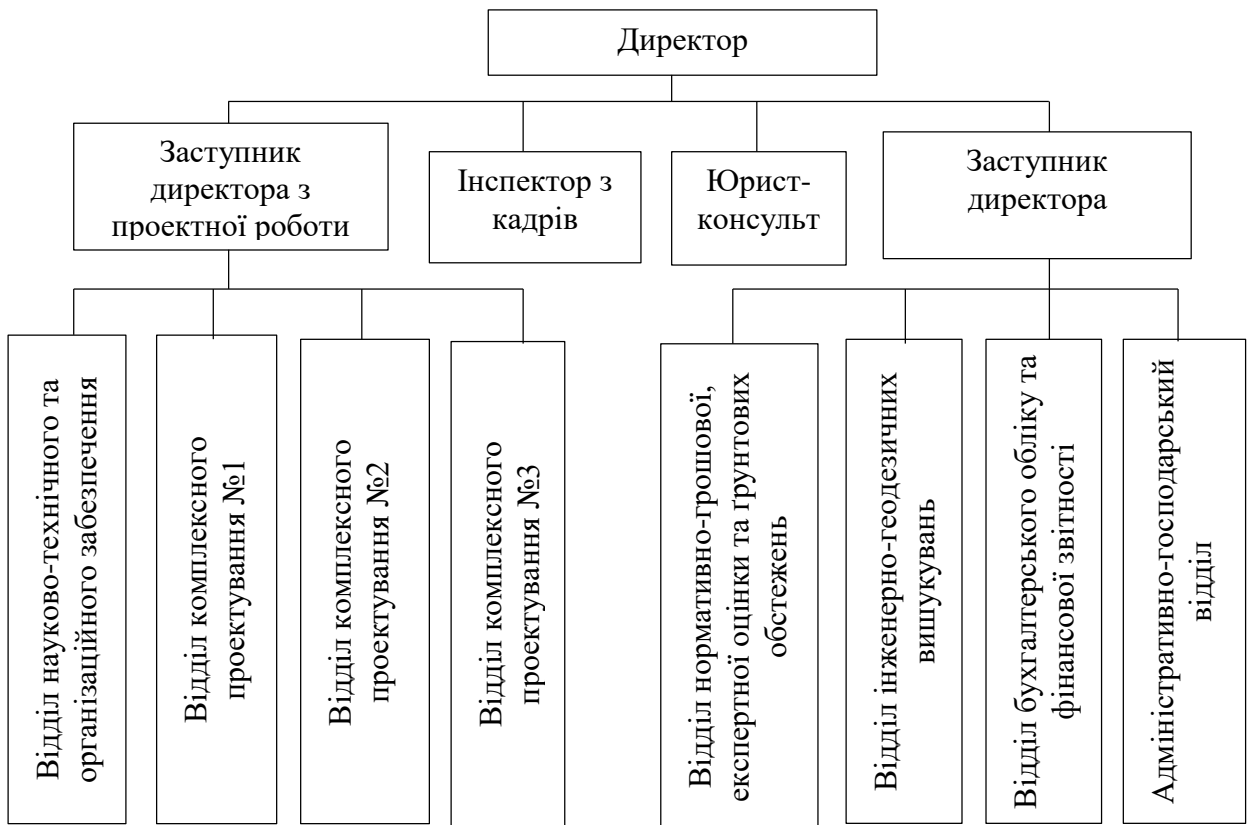 Директор
Заступник
директора з
проектної роботи
Інспектор з
кадрів
Юрист-
консульт
Заступник
директора
Відділ науково-технічного та
організаційного забезпечення
Відділ комплексного
проектування №1
Відділ комплексного
проектування №2
Відділ комплексного
проектування №3
Відділ нормативно-грошової,
експертної оцінки та ґрунтових
обстежень
Відділ інженерно-геодезичних
вишукувань
Відділ бухгалтерського обліку та
фінансової звітності
Адміністративно-господарський
відділ